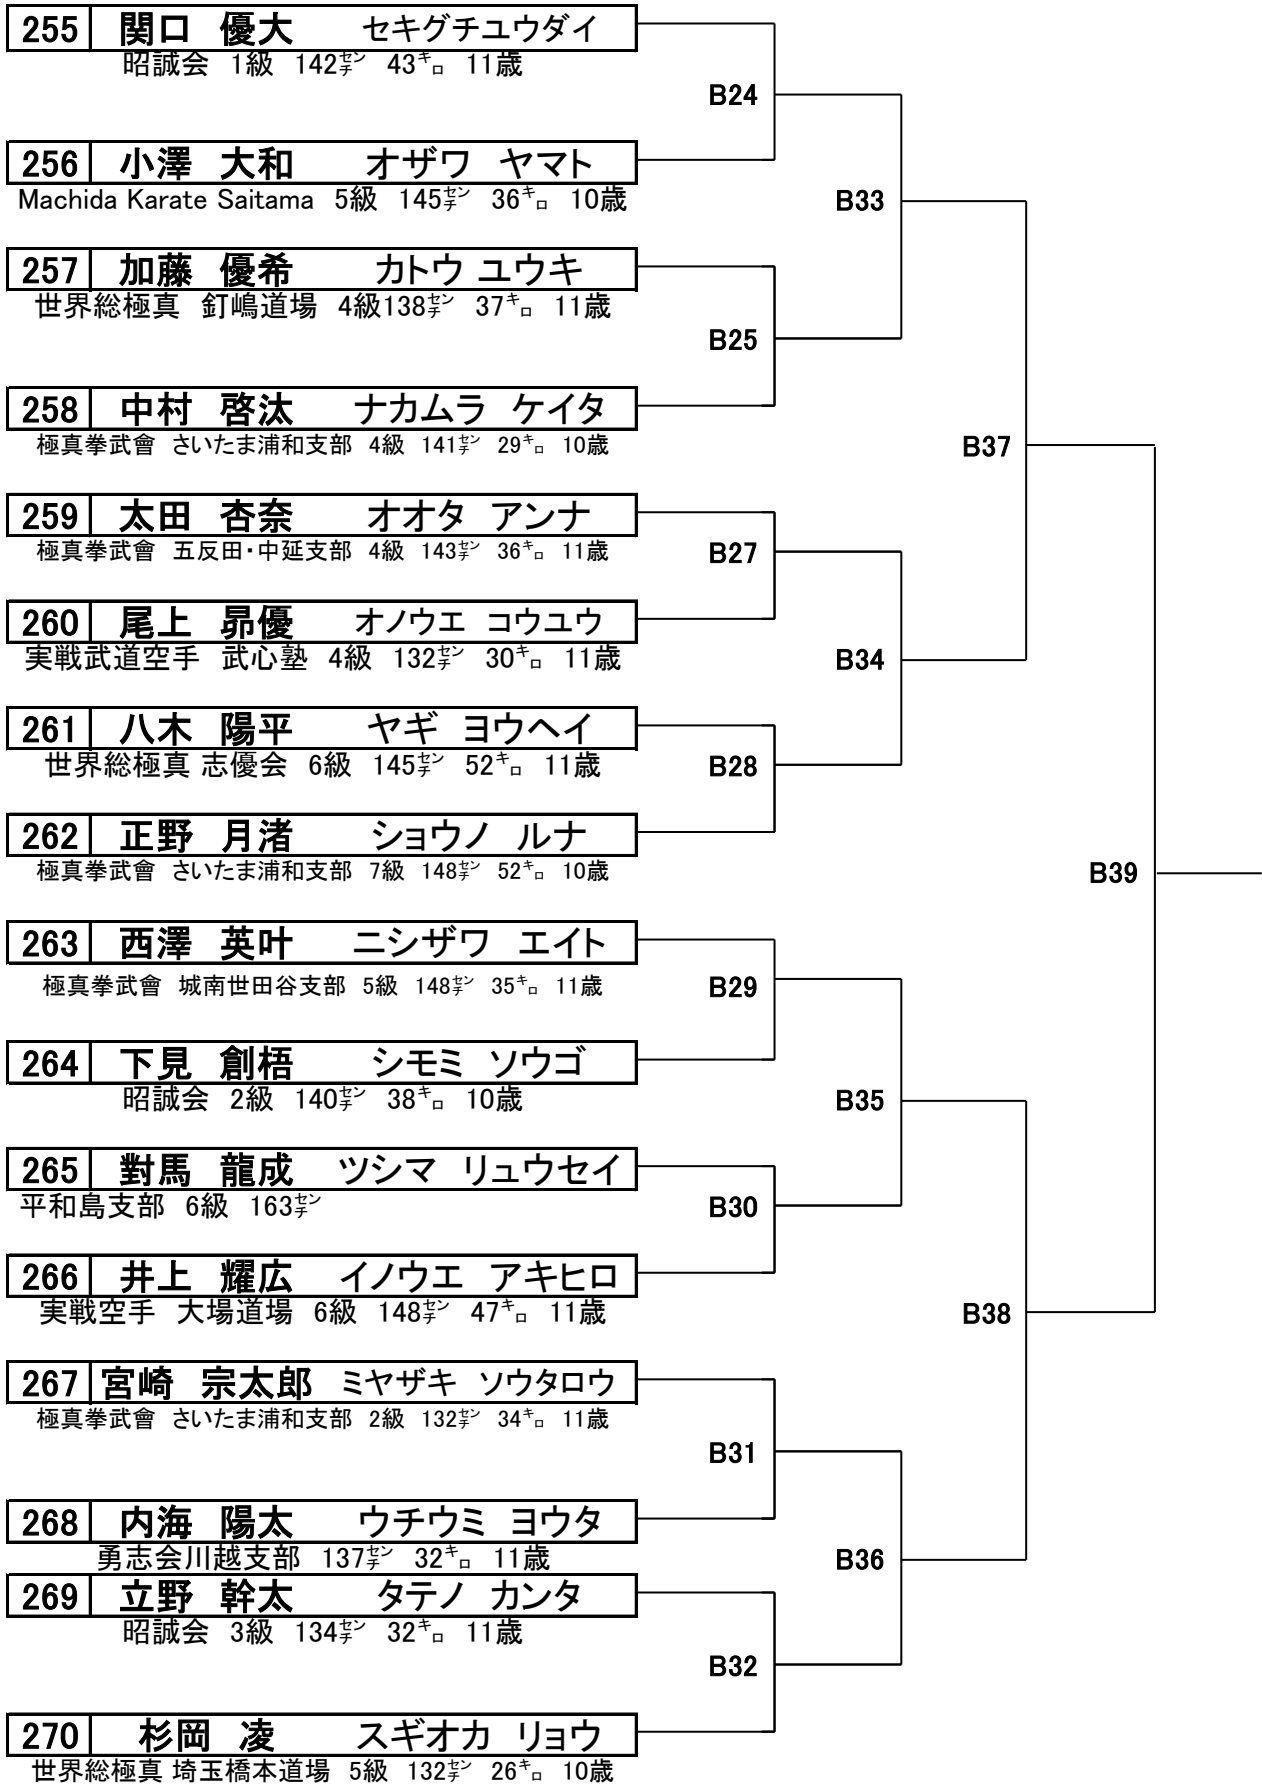 255 関口　優大　セキグチユウダイ
昭誠会　1級　142㌢　43㌔　11歳
B24
256 小澤　大和　オザワ　ヤマト
Machida Karate Saitama　5級　145㌢　36㌔　10歳
B33
257 加藤　優希　カトウ ユウキ
世界総極真　釘嶋道場　4級138㌢　37㌔　11歳
B25
258 中村　啓汰　ナカムラ　ケイタ
極真拳武會　さいたま浦和支部　4級　141㌢　29㌔　10歳
B37
259 太田　杏奈　オオタ　アンナ
極真拳武會　五反田・中延支部　4級　143㌢　36㌔　11歳
B27
260 尾上　昴優　オノウエ　コウユウ
実戦武道空手　武心塾　4級　132㌢　30㌔　11歳
B34
261 八木　陽平　ヤギ　ヨウヘイ
世界総極真 志優会　6級　145㌢　52㌔　11歳
B28
262 正野　月渚　ショウノ　ルナ
極真拳武會　さいたま浦和支部　7級　148㌢　52㌔　10歳
B39
263 西澤　英叶　ニシザワ　エイト
極真拳武會　城南世田谷支部　5級　148㌢　35㌔　11歳
B29
264 下見　創梧　シモミ　ソウゴ
昭誠会　2級　140㌢　38㌔　10歳
B35
265 對馬　龍成　ツシマ　リュウセイ
平和島支部　6級　163㌢
B30
266 井上　耀広　イノウエ　アキヒロ
実戦空手　大場道場　6級　148㌢　47㌔　11歳
B38
267 宮崎　宗太郎　ミヤザキ　ソウタロウ
極真拳武會　さいたま浦和支部　2級　132㌢　34㌔　11歳
B31
268 内海　陽太　ウチウミ　ヨウタ
勇志会川越支部　137㌢　32㌔　11歳
B36
269 立野　幹太　タテノ　カンタ
昭誠会　3級　134㌢　32㌔　11歳
B32
270 杉岡　凌　スギオカ　リョウ
世界総極真 埼玉橋本道場　5級　132㌢　26㌔　10歳